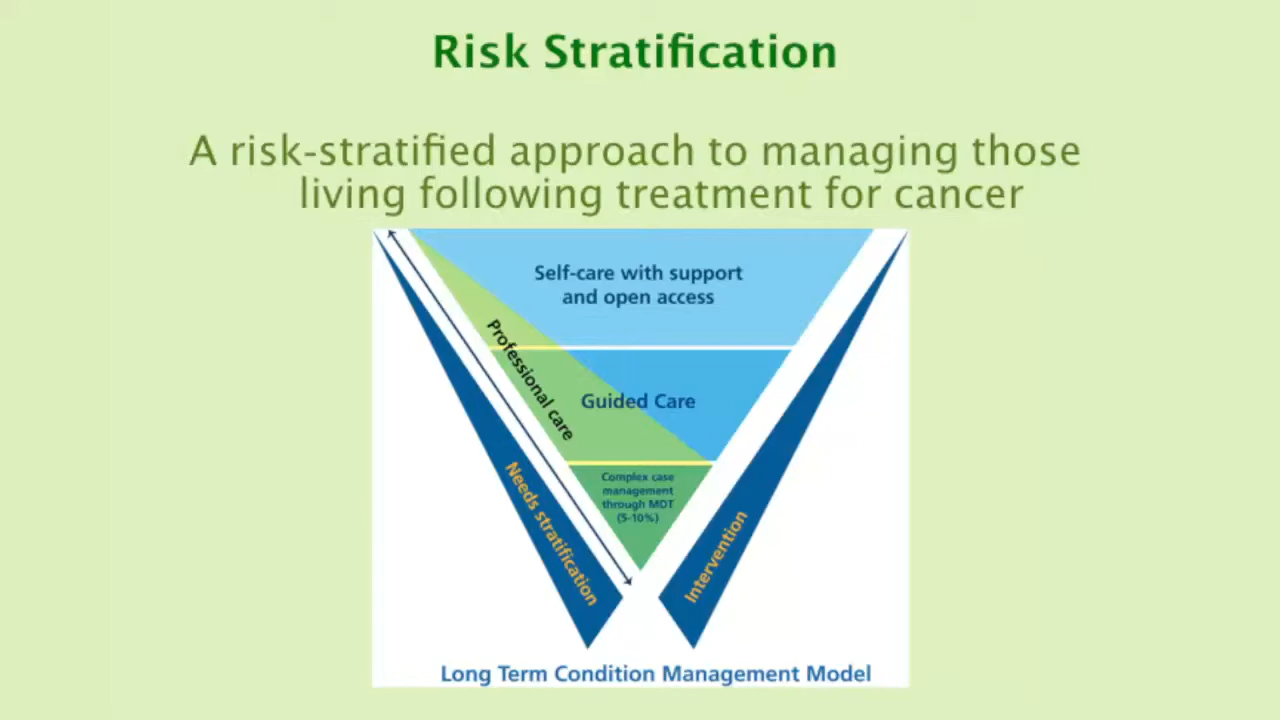 Risk Stratification
A risk-stratified approach to managing those
living following treatment for cancer
Self-care with support
and open access
Professional care
Guided Care
Complex case
management
through MDT
(5-10%)
Needs stratification
Intervention
Long Term Condition Management Model